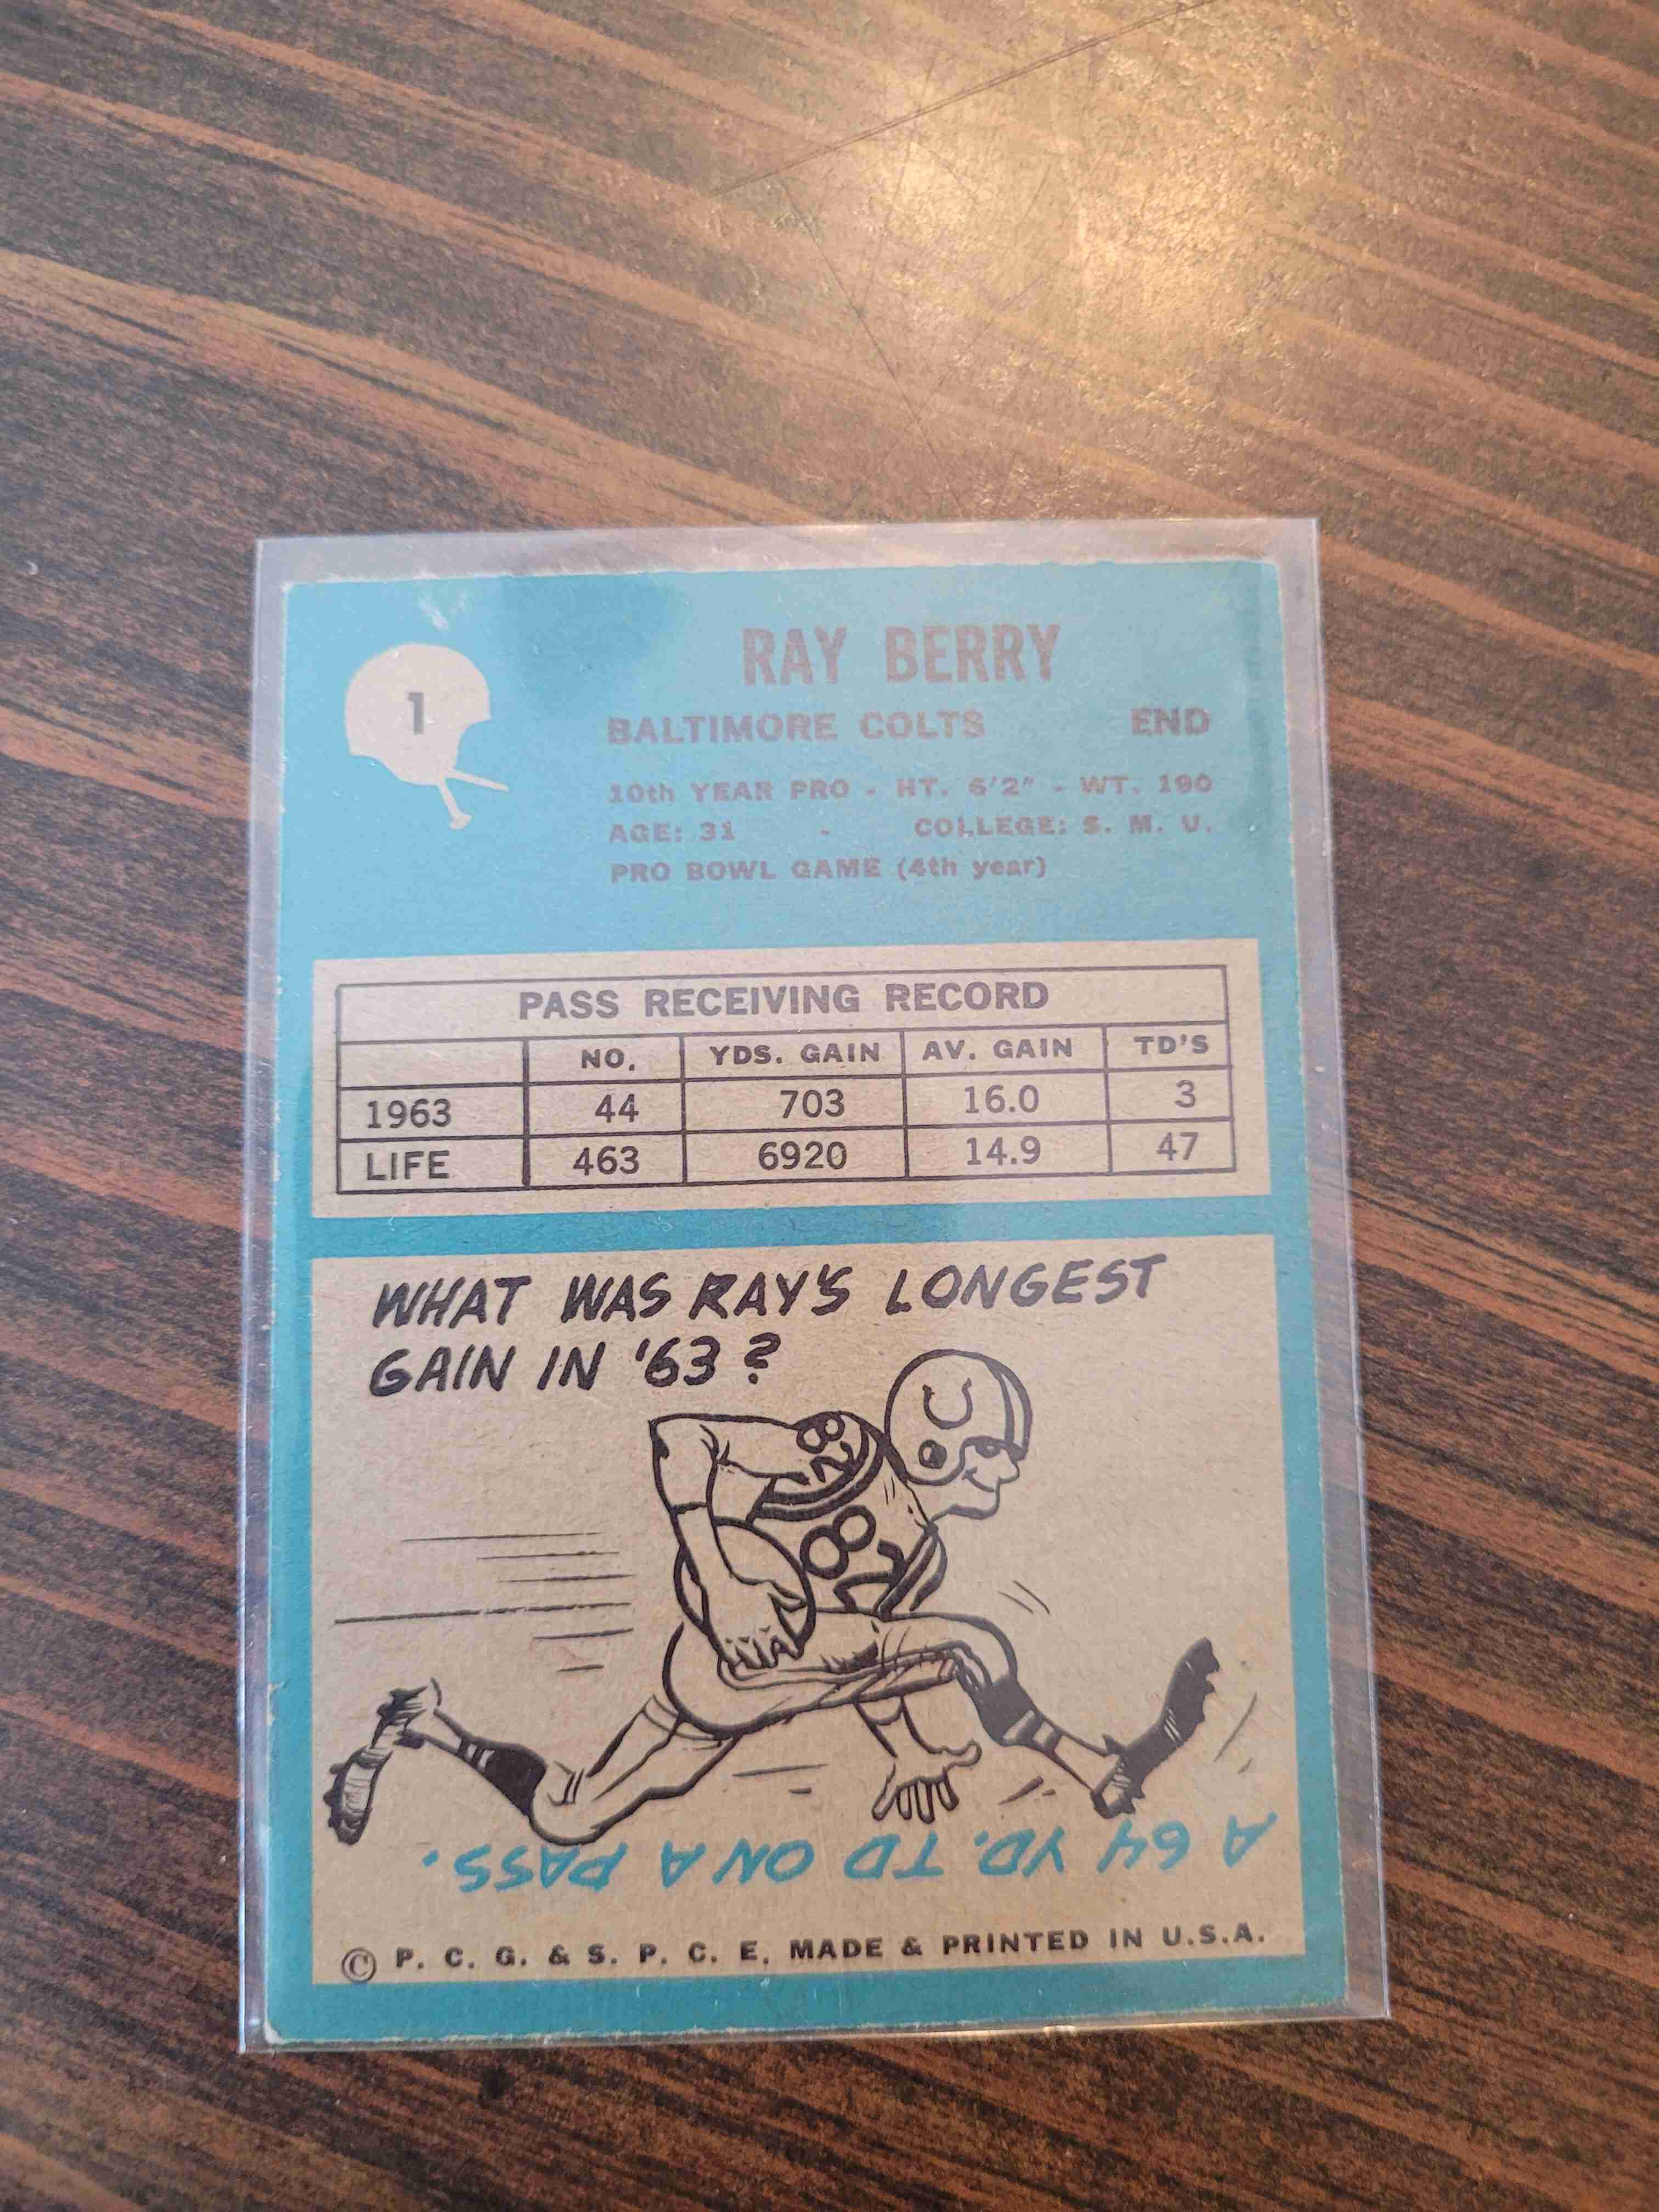 1
RAY BERRY
BALTIMORE COLTS END
10th YEAR PRO - HT. 6'2" - WT. 190
AGE: 31 - COLLEGE: S. M. U.
PRO BOWL GAME (4th year)
PASS RECEIVING RECORD
NO. YDS. GAIN AV. GAIN TD'S
1963 44 703 16.0 3
LIFE 463 6920 14.9 47
WHAT WAS RAY'S LONGEST
GAIN IN '63?
82
82
A 64 YD. TD ON A PASS.
© P. C. G. & S. P. C. E. MADE & PRINTED IN U.S.A.